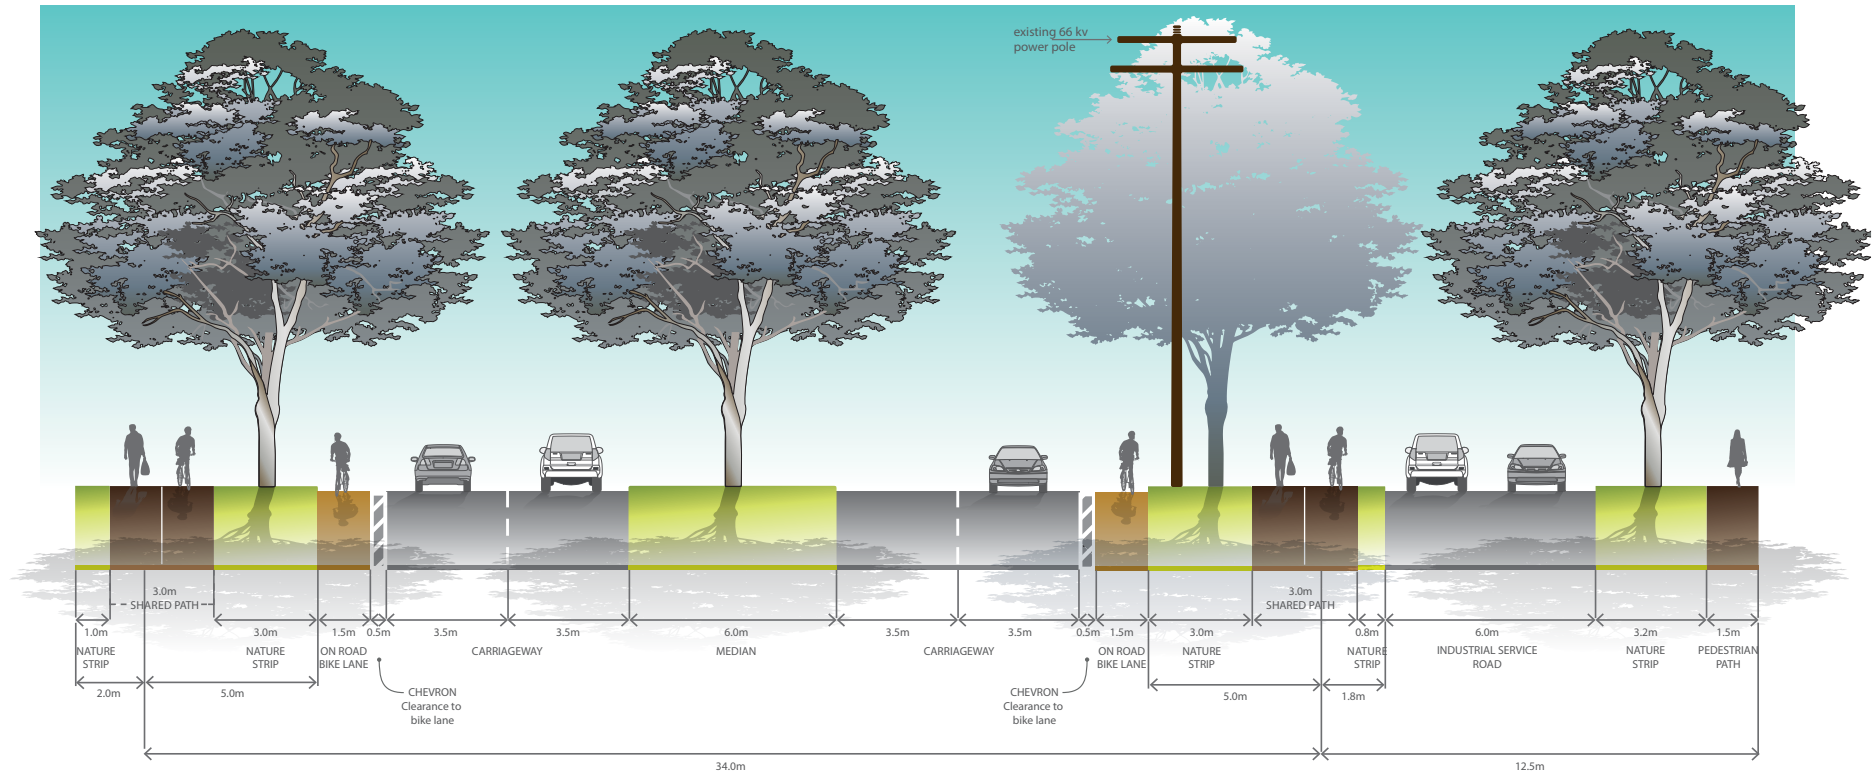 existing 66 kv
power pole
3.0m
SHARED PATH
3.0m
SHARED PATH
1.0m
3.0m
1.5m
0.5m
3.5m
3.5m
6.0m
3.5m
3.5m
0.5m
1.5m
3.0m
0.8m
6.0m
3.2m
1.5m
NATURE
STRIP
NATURE
STRIP
ON ROAD
BIKE LANE
CARRIAGEWAY
MEDIAN
CARRIAGEWAY
ON ROAD
BIKE LANE
NATURE
STRIP
NATURE
STRIP
INDUSTRIAL SERVICE
ROAD
NATURE
STRIP
PEDESTRIAN
PATH
2.0m
5.0m
CHEVRON
Clearance to
bike lane
CHEVRON
Clearance to
bike lane
5.0m
1.8m
34.0m
12.5m